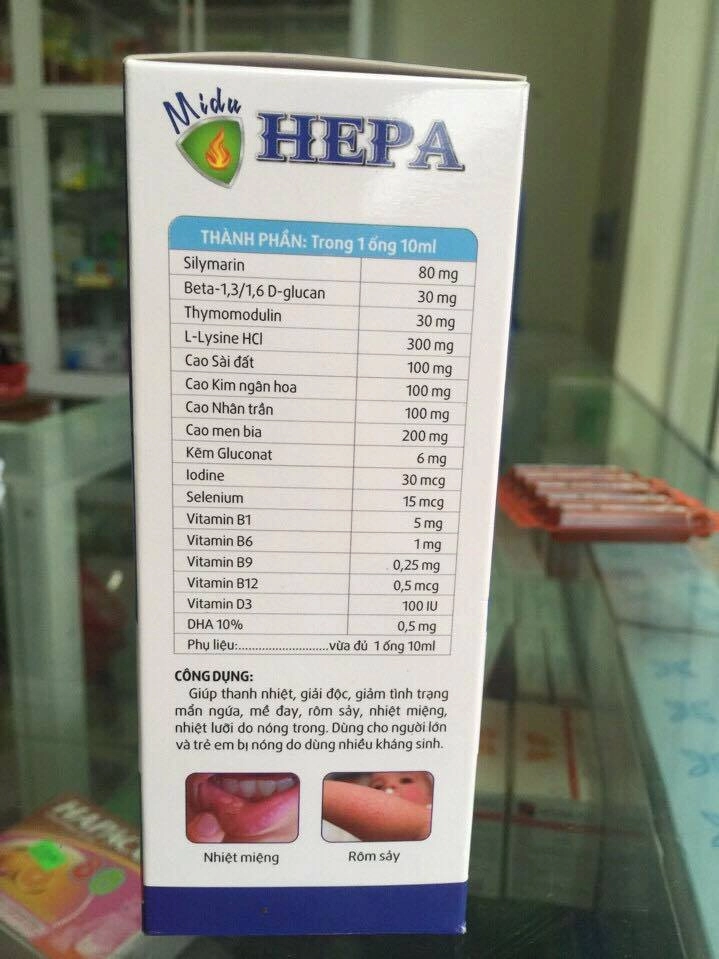 Midu
HEPA
THÀNH PHẦN: Trong 1 ống 10ml
Silymarin 80 mg
Beta-1,3/1,6 D-glucan 30 mg
Thymomodulin 30 mg
L-Lysine HCl 300 mg
Cao Sài đất 100 mg
Cao Kim ngân hoa 100 mg
Cao Nhân trần 100 mg
Cao men bia 200 mg
Kẽm Gluconat 6 mg
Iodine 30 mcg
Selenium 15 mcg
Vitamin B1 5 mg
Vitamin B6 1 mg
Vitamin B9 0,25 mg
Vitamin B12 0,5 mcg
Vitamin D3 100 IU
DHA 10% 0,5 mg
Phụ liệu:.............................vừa đủ 1 ống 10ml
CÔNG DỤNG:
Giúp thanh nhiệt, giải độc, giảm tình trạng
mẩn ngứa, mề đay, rôm sảy, nhiệt miệng,
nhiệt lưỡi do nóng trong. Dùng cho người lớn
và trẻ em bị nóng do dùng nhiều kháng sinh.
Nhiệt miệng
Rôm sảy